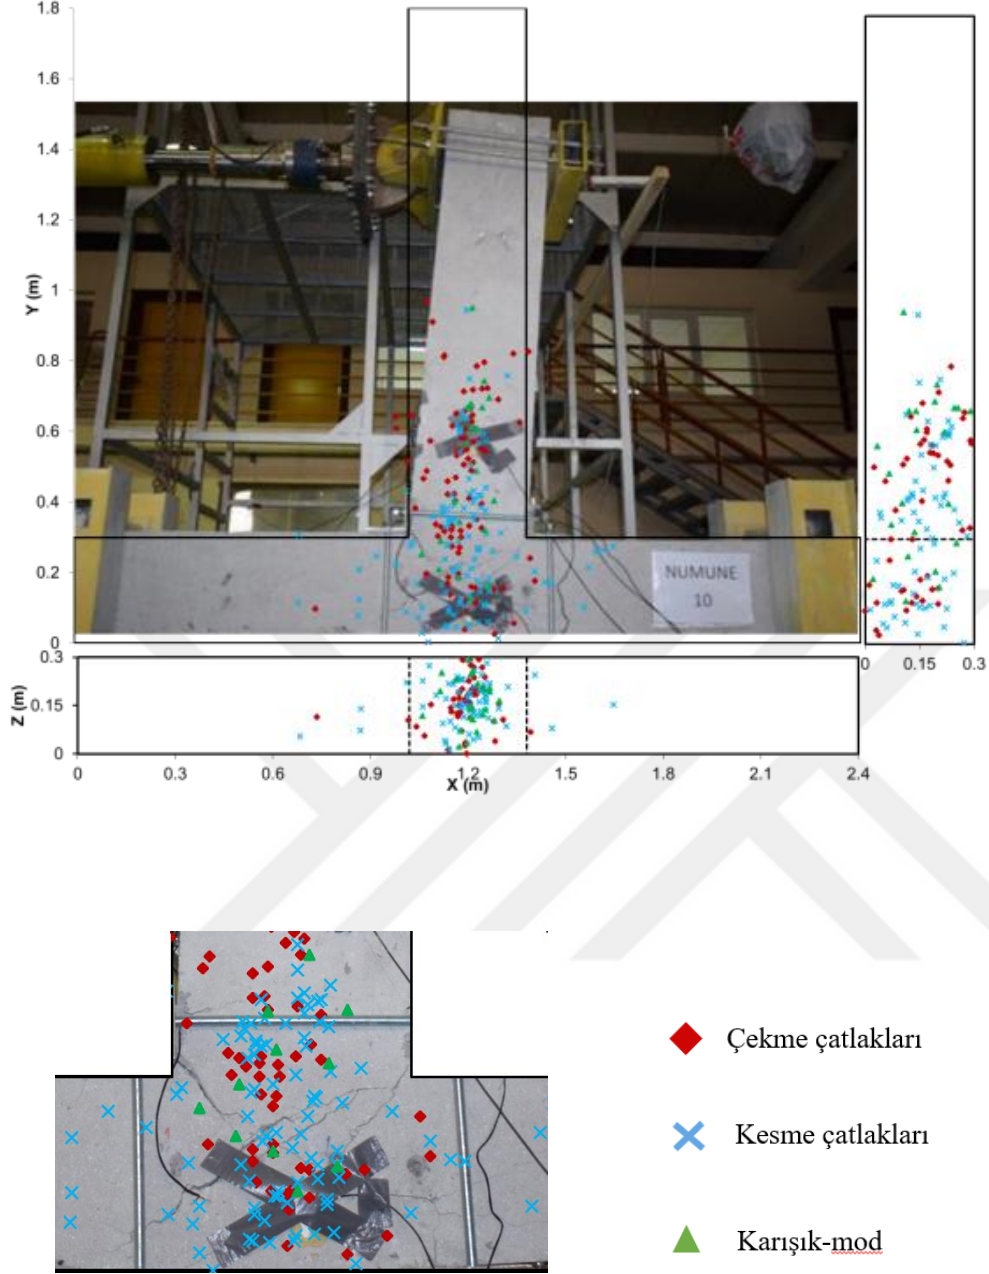 1.8
1.6
1.4
1.2
1
0.8
0.6
0.4
0.2
0
Y (m)
NUMUNE
10
0 0.15 0.3
0.3
0.15
0
Z (m)
0 0.3 0.6 0.9 1.2 1.5 1.8 2.1 2.4
X (m)
Çekme çatlakları
Kesme çatlakları
Karışık-mod